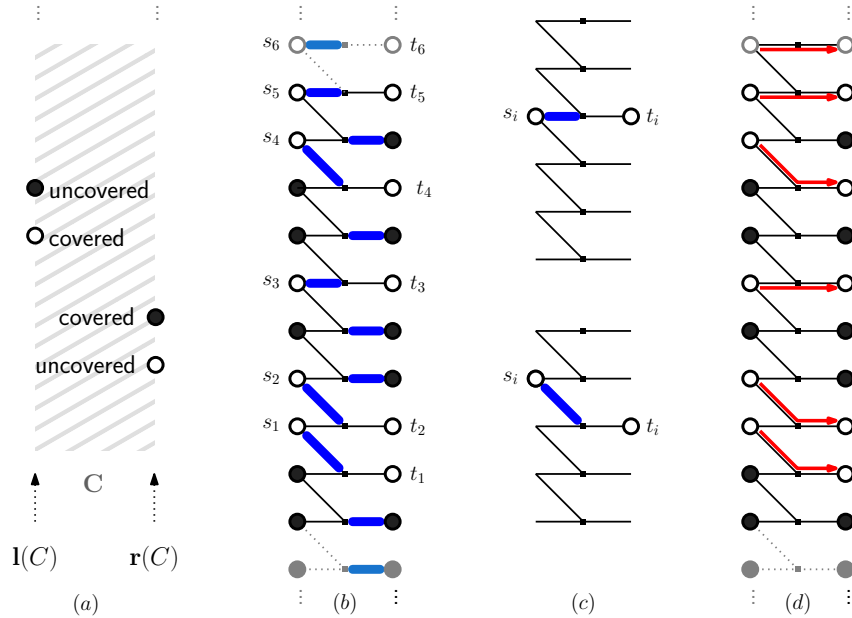 uncovered
covered
covered
uncovered
C
l(C) r(C)
(a)
s₆ t₆
s₅ t₅
s₄
t₄
s₃ t₃
s₂
s₁ t₂
t₁
(b)
sᵢ tᵢ
sᵢ
tᵢ
(c)
(d)